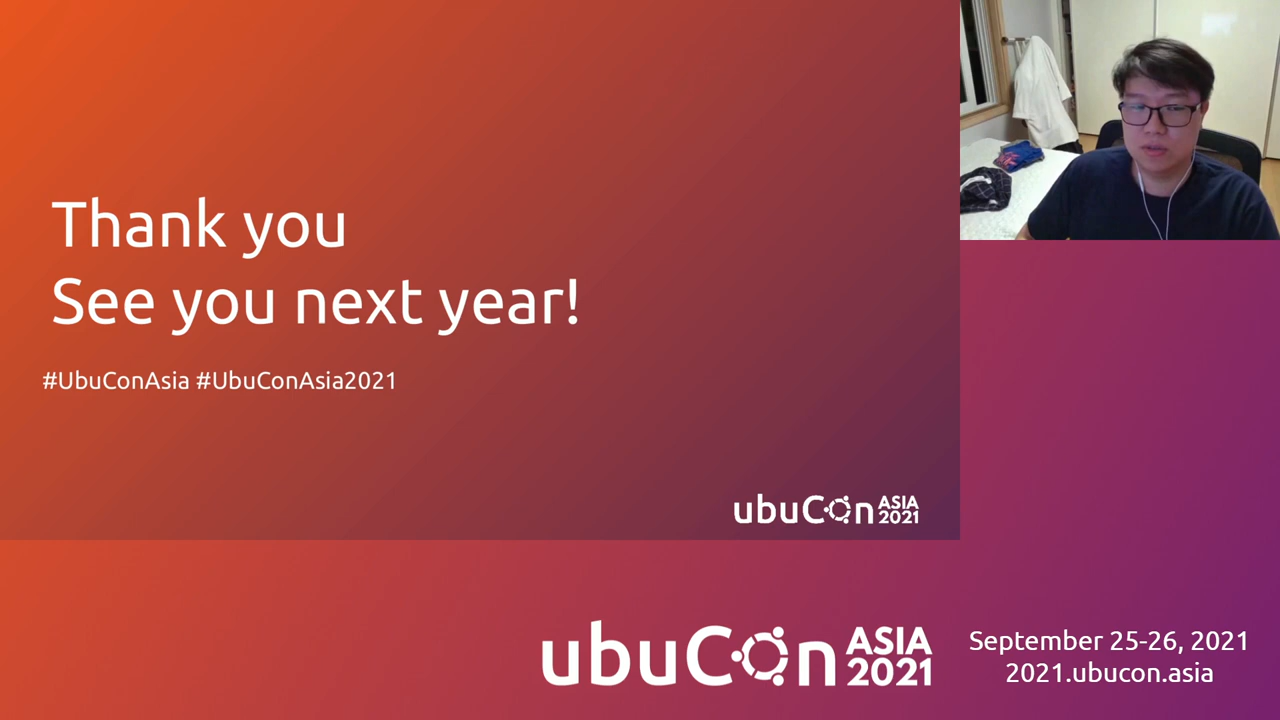 Thank you
See you next year!
#UbuConAsia #UbuConAsia2021
ubuCon ASIA 2021
ubuCon ASIA 2021
September 25-26, 2021
2021.ubucon.asia